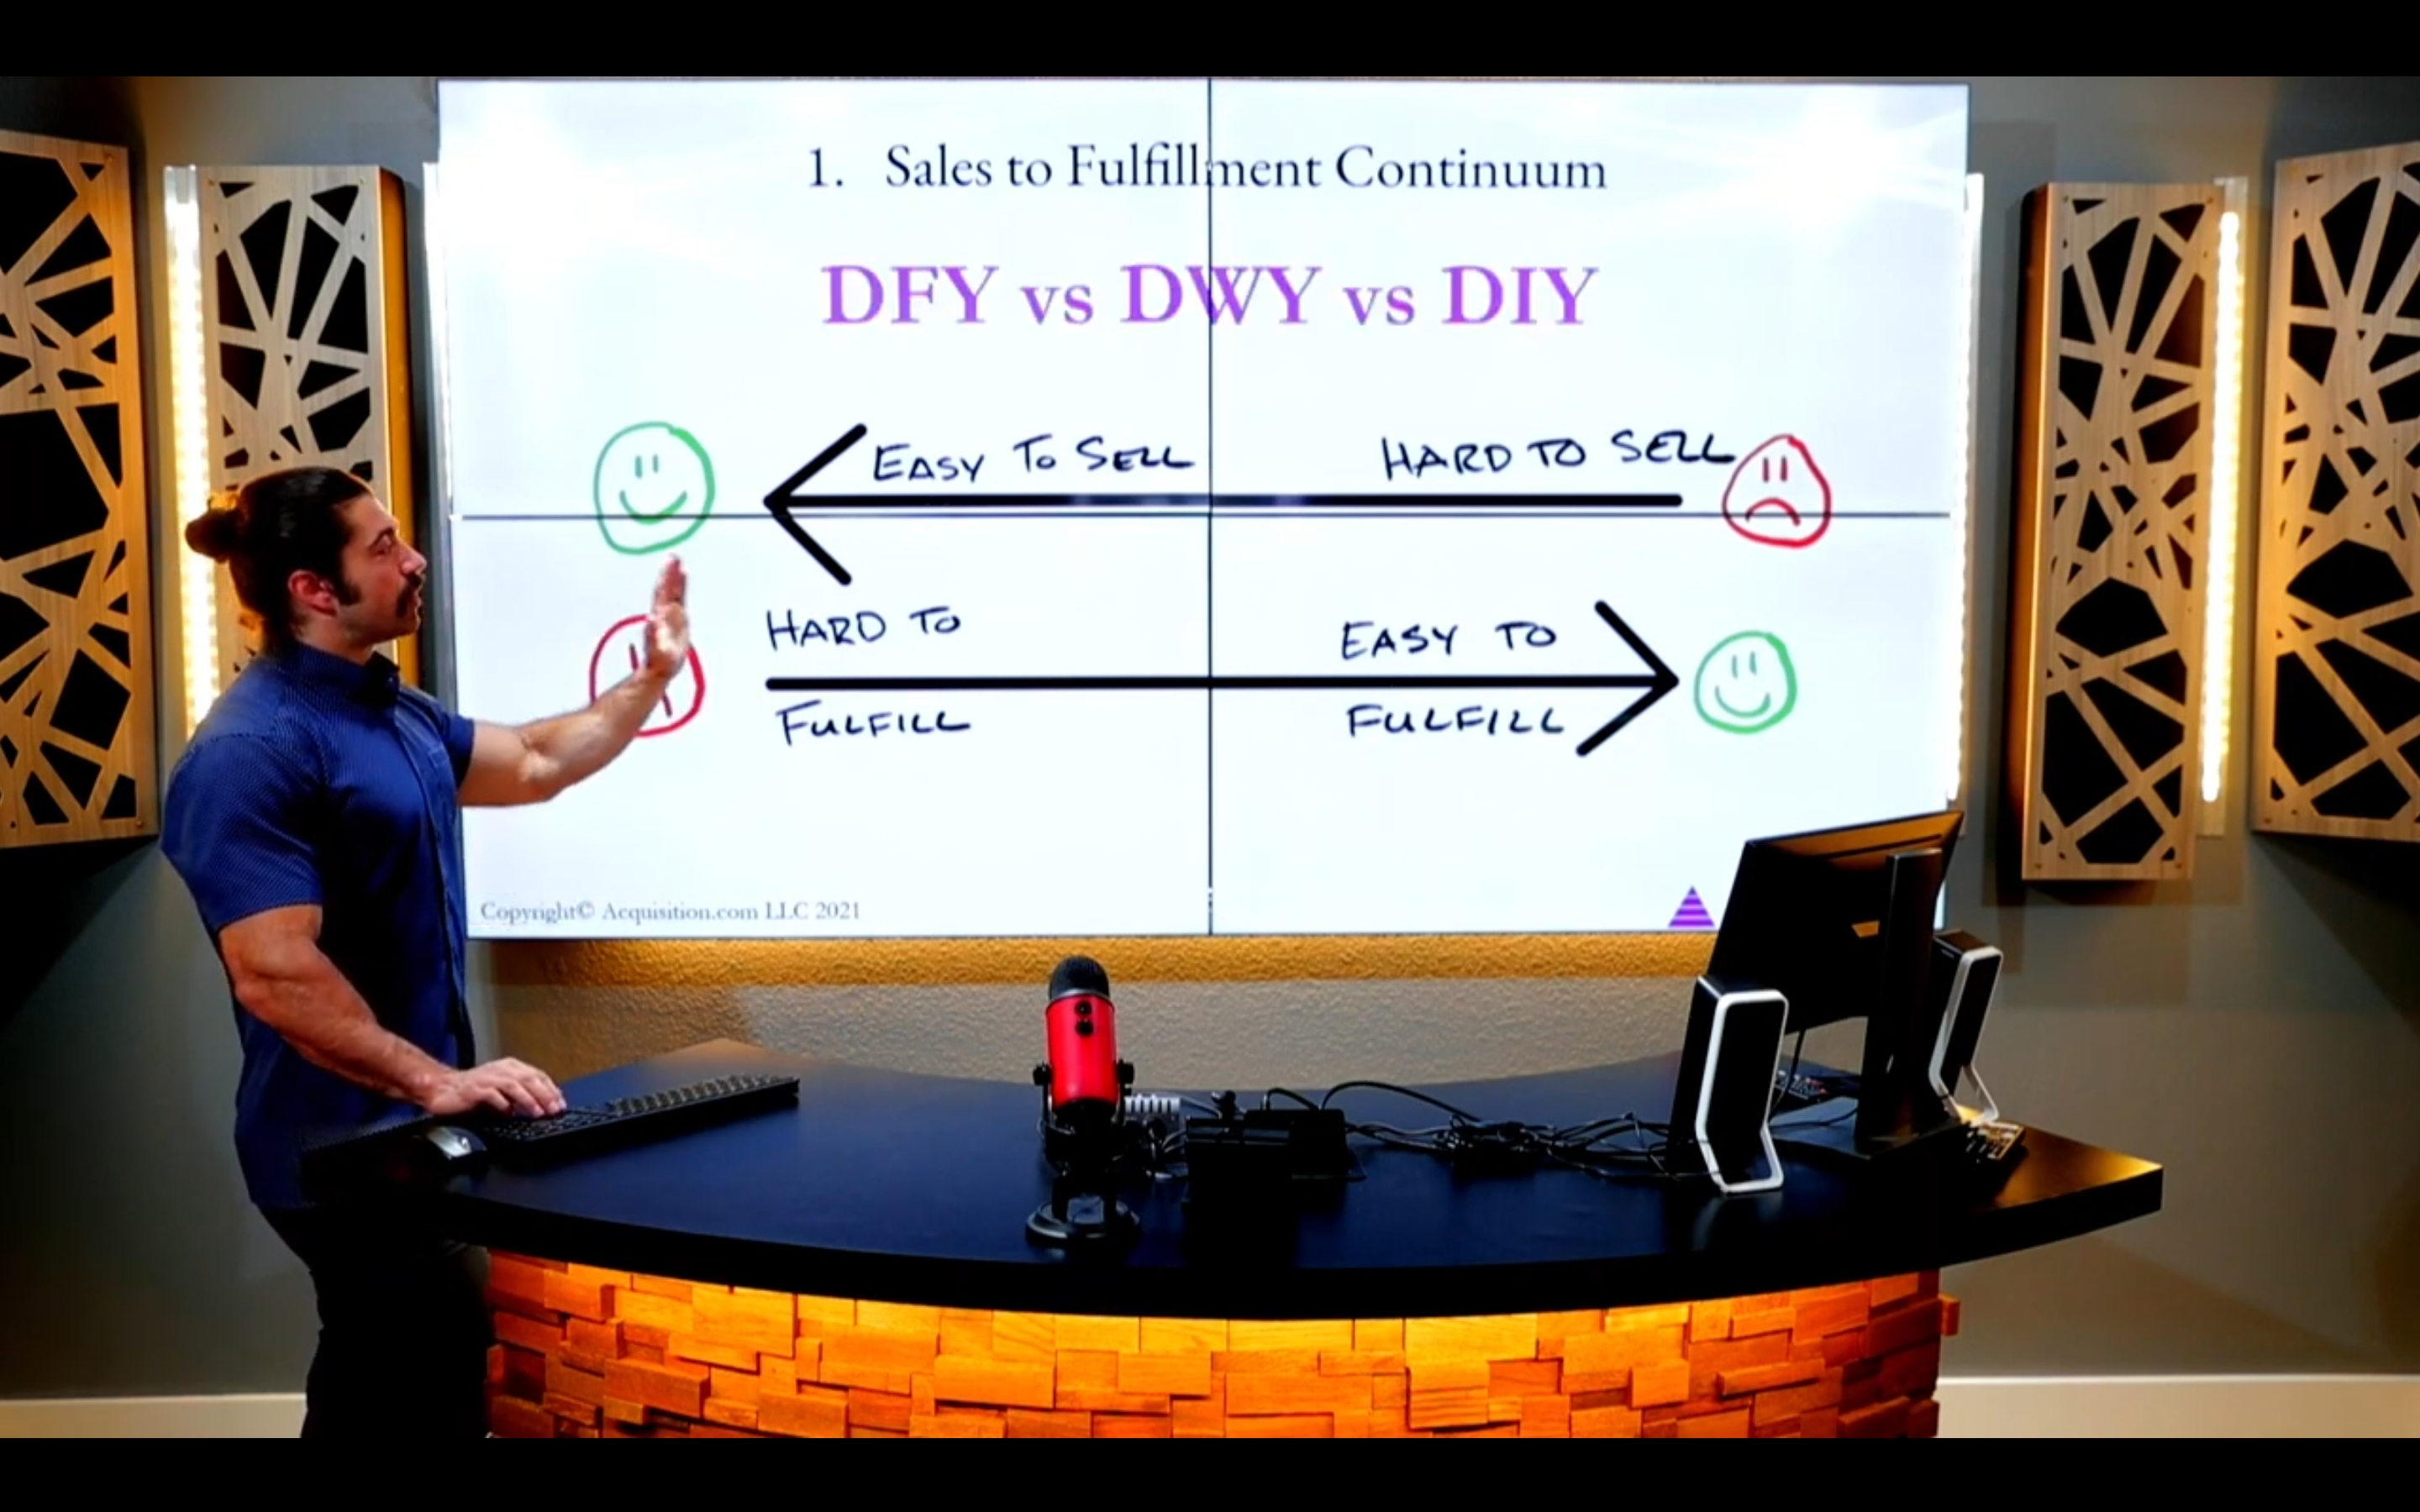 1. Sales to Fulfillment Continuum
DFY vs DWY vs DIY
EASY TO SELL
HARD TO SELL
HARD TO
FULFILL
EASY TO
FULFILL
Copyright© Acquisition.com LLC 2021